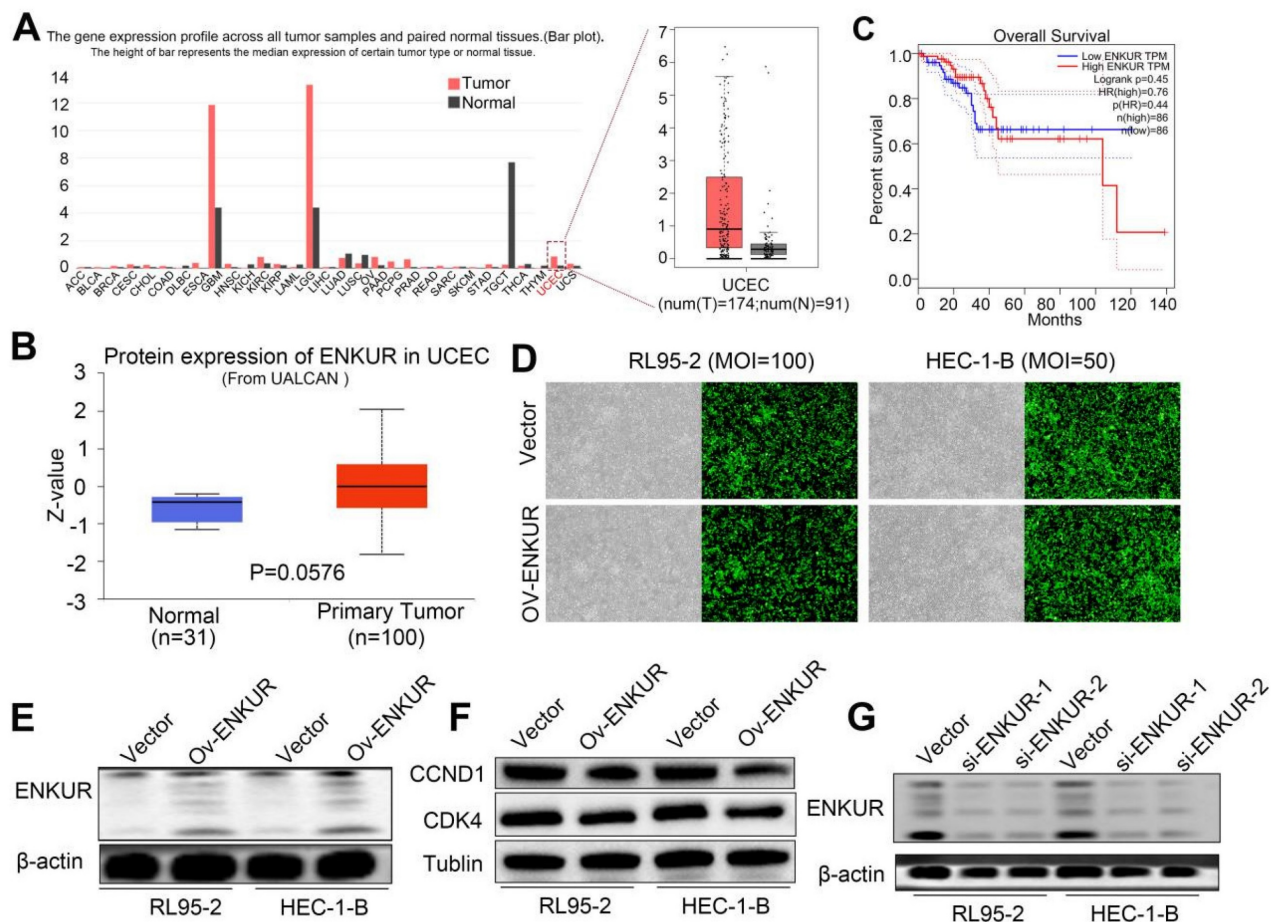 A
The gene expression profile across all tumor samples and paired normal tissues.(Bar plot).
The height of bar represents the median expression of certain tumor type or normal tissue.
14
12
10
8
6
4
2
0
Tumor
Normal
ACC
BLCA
BRCA
CESC
CHOL
COAD
DLBC
ESCA
GBM
HNSC
KICH
KIRC
KIRP
LAML
LGG
LIHC
LUAD
LUSC
OV
PAAD
PCPG
PRAD
READ
SARC
SKCM
STAD
TGCT
THCA
THYM
UCEC
UCS
7
6
5
4
3
2
1
0
UCEC
(num(T)=174;num(N)=91)
C
Overall Survival
Low ENKUR TPM
High ENKUR TPM
Logrank p=0.45
HR(high)=0.76
p(HR)=0.44
n(high)=86
n(low)=86
Percent survial
1.0
0.8
0.6
0.4
0.2
0.0
0 20 40 60 80 100 120 140
Months
B
Protein expression of ENKUR in UCEC
(From UALCAN )
Z-value
3
2
1
0
-1
-2
-3
P=0.0576
Normal
(n=31)
Primary Tumor
(n=100)
D
RL95-2 (MOI=100)
HEC-1-B (MOI=50)
Vector
OV-ENKUR
E
Vector
Ov-ENKUR
Vector
Ov-ENKUR
ENKUR
β-actin
RL95-2
HEC-1-B
F
Vector
Ov-ENKUR
Vector
Ov-ENKUR
CCND1
CDK4
Tublin
RL95-2
HEC-1-B
G
Vector
si-ENKUR-1
si-ENKUR-2
Vector
si-ENKUR-1
si-ENKUR-2
ENKUR
β-actin
RL95-2
HEC-1-B